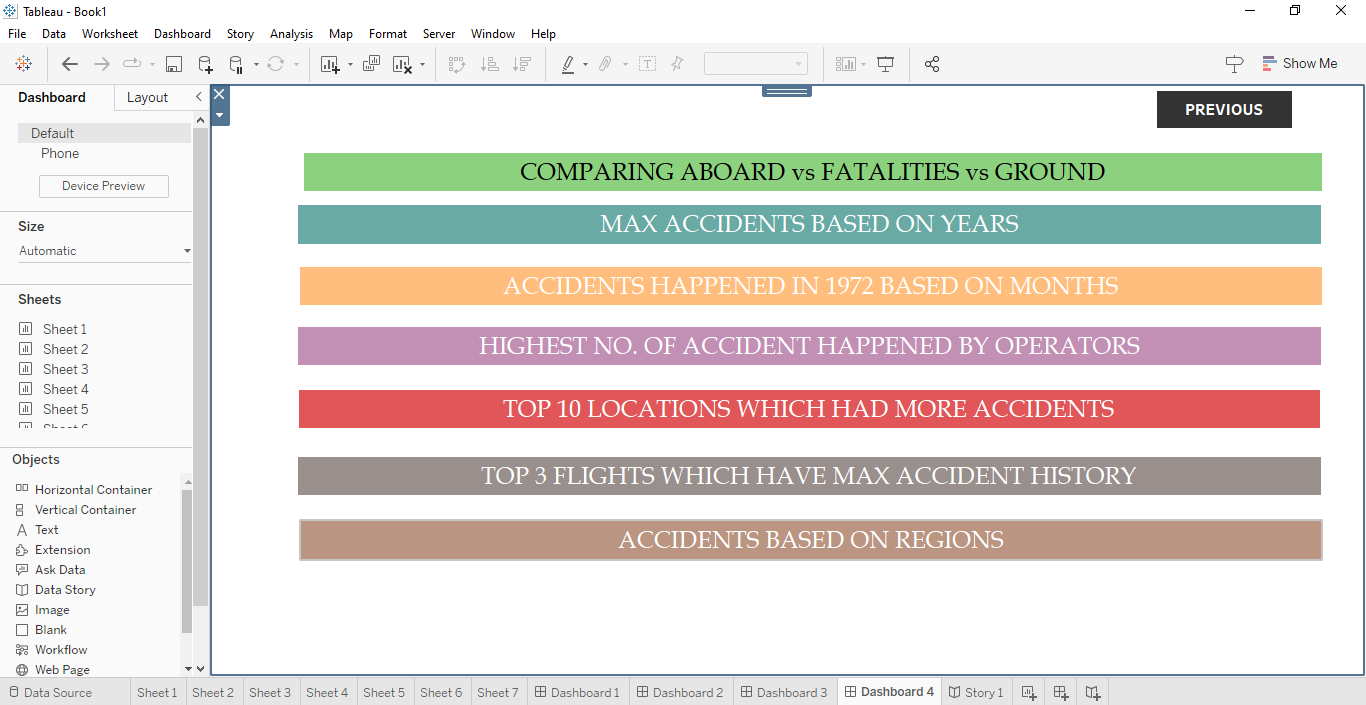 Tableau - Book1
File Data Worksheet Dashboard Story Analysis Map Format Server Window Help
Show Me
Dashboard Layout
Default
Phone
Device Preview
Size
Automatic
Sheets
Sheet 1
Sheet 2
Sheet 3
Sheet 4
Sheet 5
Objects
Horizontal Container
Vertical Container
Text
Extension
Ask Data
Data Story
Image
Blank
Workflow
Web Page
PREVIOUS
COMPARING ABOARD vs FATALITIES vs GROUND
MAX ACCIDENTS BASED ON YEARS
ACCIDENTS HAPPENED IN 1972 BASED ON MONTHS
HIGHEST NO. OF ACCIDENT HAPPENED BY OPERATORS
TOP 10 LOCATIONS WHICH HAD MORE ACCIDENTS
TOP 3 FLIGHTS WHICH HAVE MAX ACCIDENT HISTORY
ACCIDENTS BASED ON REGIONS
Data Source Sheet 1 Sheet 2 Sheet 3 Sheet 4 Sheet 5 Sheet 6 Sheet 7 Dashboard 1 Dashboard 2 Dashboard 3 Dashboard 4 Story 1